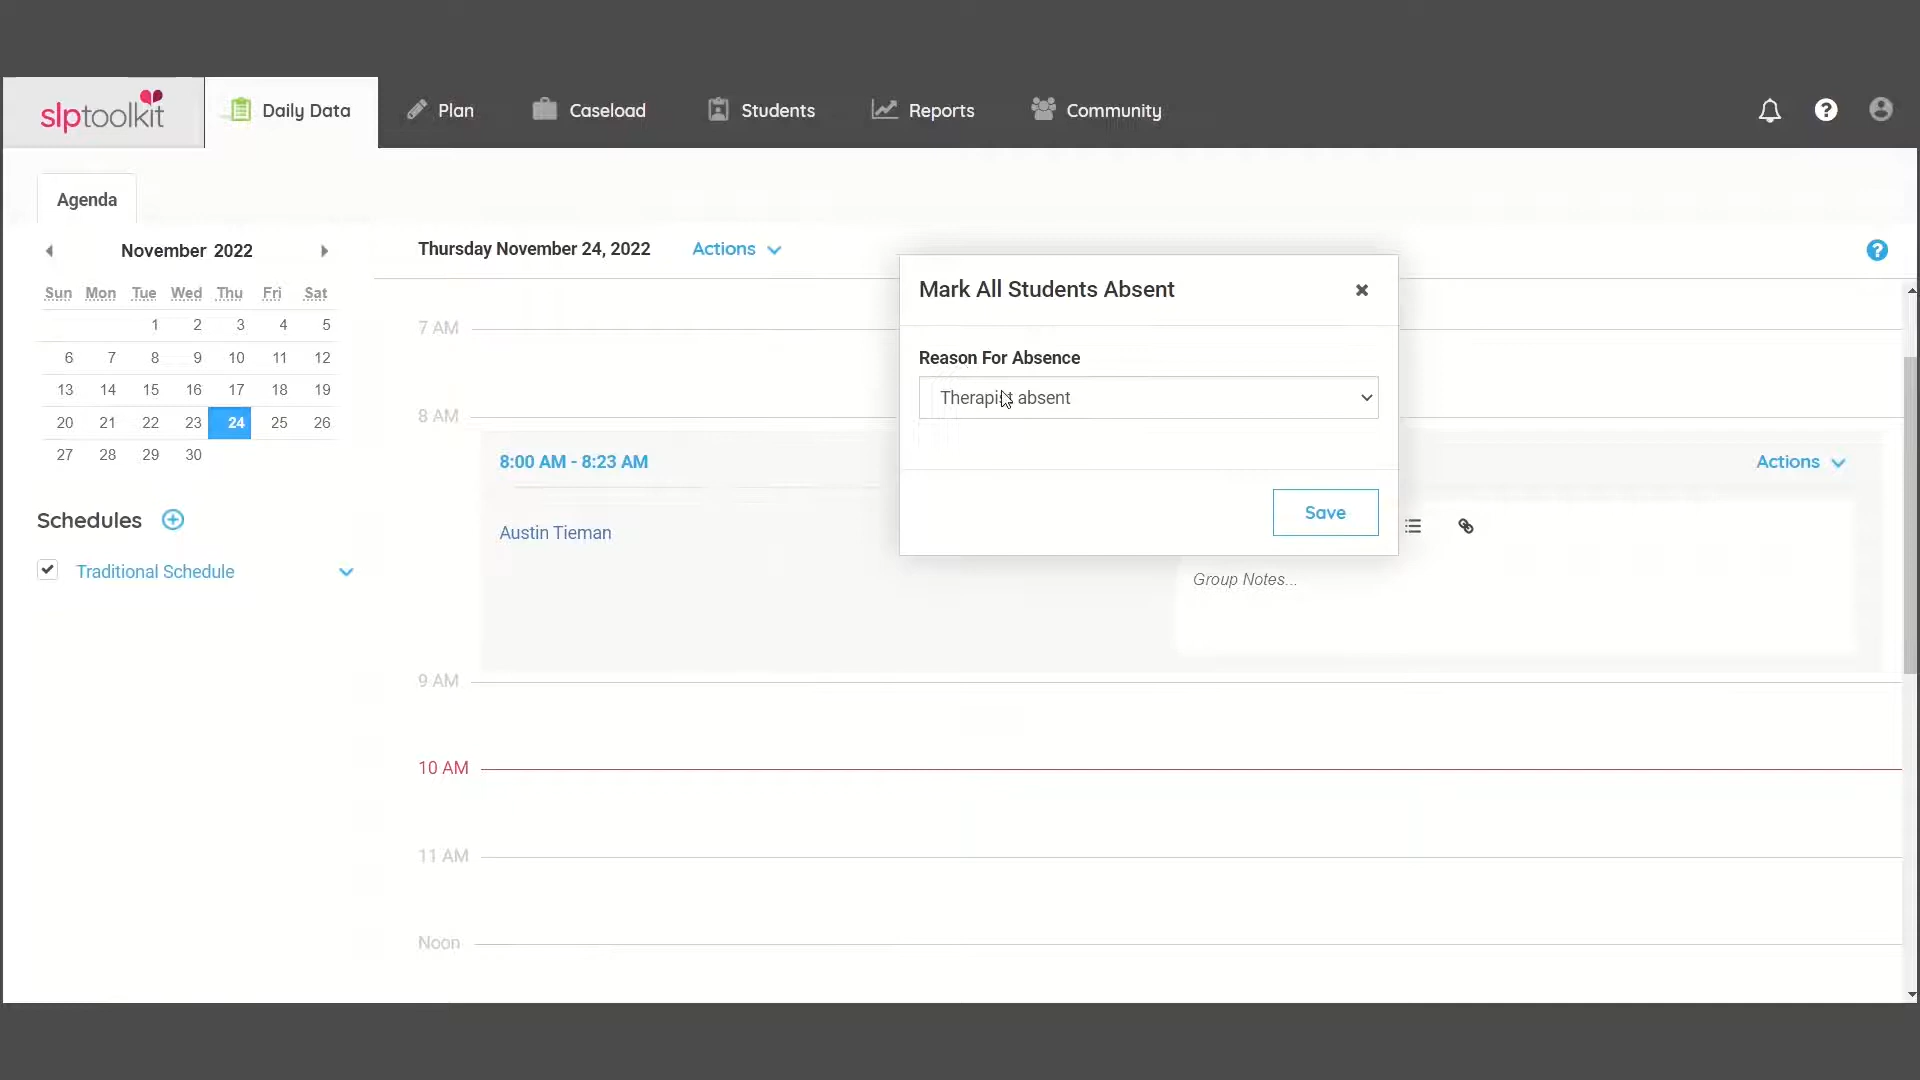 slptoolkit
Daily Data
Plan
Caseload
Students
Reports
Community
?
Agenda
November 2022
Sun Mon Tue Wed Thu Fri Sat
1 2 3 4 5
6 7 8 9 10 11 12
13 14 15 16 17 18 19
20 21 22 23 24 25 26
27 28 29 30
Schedules
Traditional Schedule
Thursday November 24, 2022
Actions
?
7 AM
8 AM
8:00 AM - 8:23 AM
Actions
Austin Tieman
Group Notes...
9 AM
10 AM
11 AM
Noon
Mark All Students Absent
Reason For Absence
Therapist absent
Save